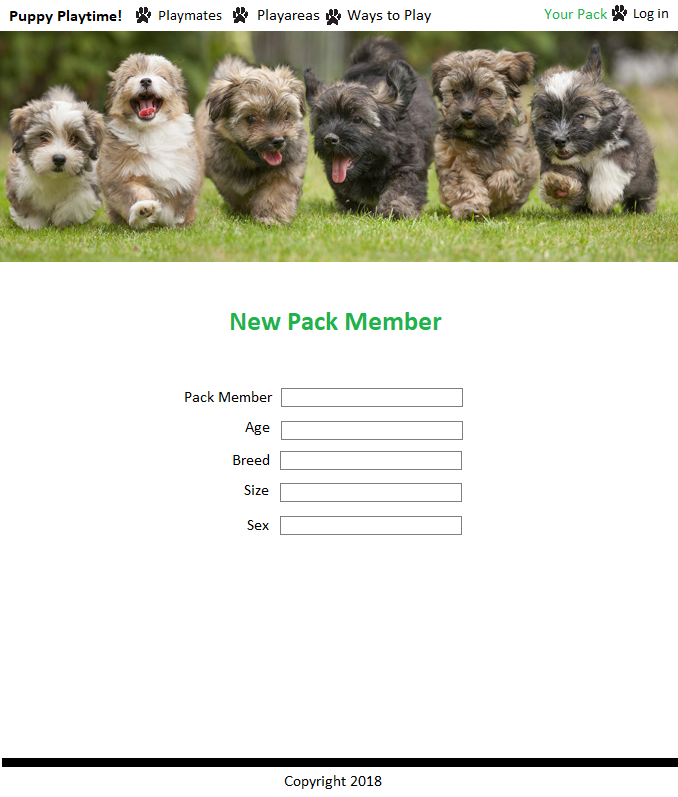 Puppy Playtime! Playmates Playareas Ways to Play Your Pack Log in
New Pack Member
Pack Member
Age
Breed
Size
Sex
Copyright 2018